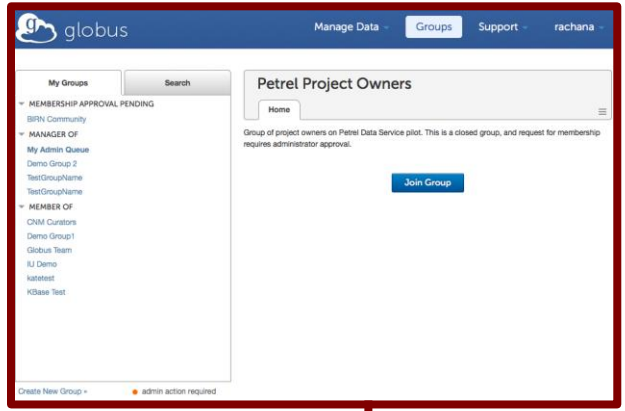 globus
Manage Data
Groups
Support
rachana
My Groups
Search
MEMBERSHIP APPROVAL PENDING
BIRN Community
MANAGER OF
My Admin Queue
Demo Group 2
TestGroupName
TestGroupName
MEMBER OF
CNM Curators
Demo Group1
Globus Team
IU Demo
katetest
KBase Test
Create New Group »
admin action required
Petrel Project Owners
Home
Group of project owners on Petrel Data Service pilot. This is a closed group, and request for membership
requires administrator approval.
Join Group